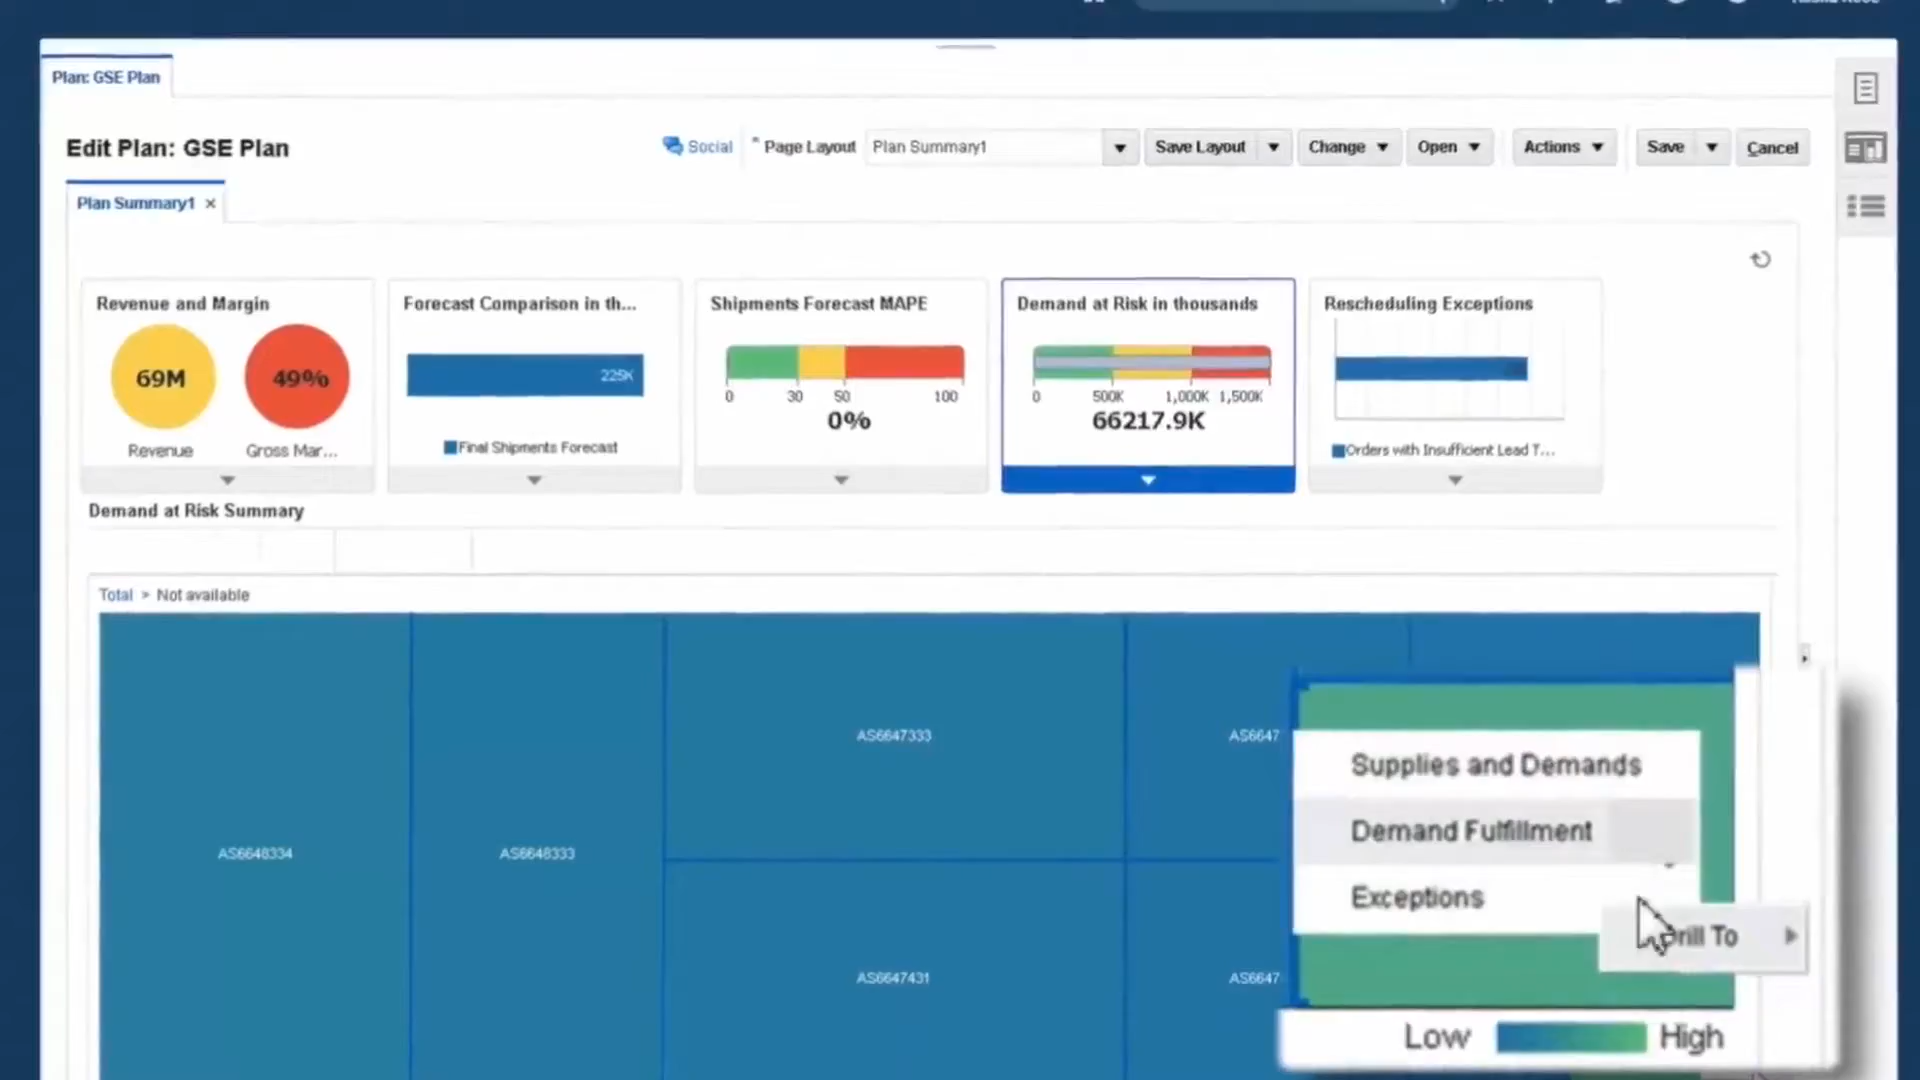 Plan: GSE Plan
Edit Plan: GSE Plan
Social
* Page Layout
Plan Summary1
Save Layout
Change
Open
Actions
Save
Cancel
Plan Summary1 ×
Revenue and Margin
69M
49%
Revenue
Gross Mar...
Forecast Comparison in th...
225K
Final Shipments Forecast
Shipments Forecast MAPE
0 30 50 100
0%
Demand at Risk in thousands
0 500K 1,000K 1,500K
66217.9K
Rescheduling Exceptions
Orders with Insufficient Lead T...
Demand at Risk Summary
Total > Not available
AS6648334
AS6648333
AS6647333
AS6647
AS6647431
AS6647
Supplies and Demands
Demand Fulfillment
Exceptions
rill To
Low
High